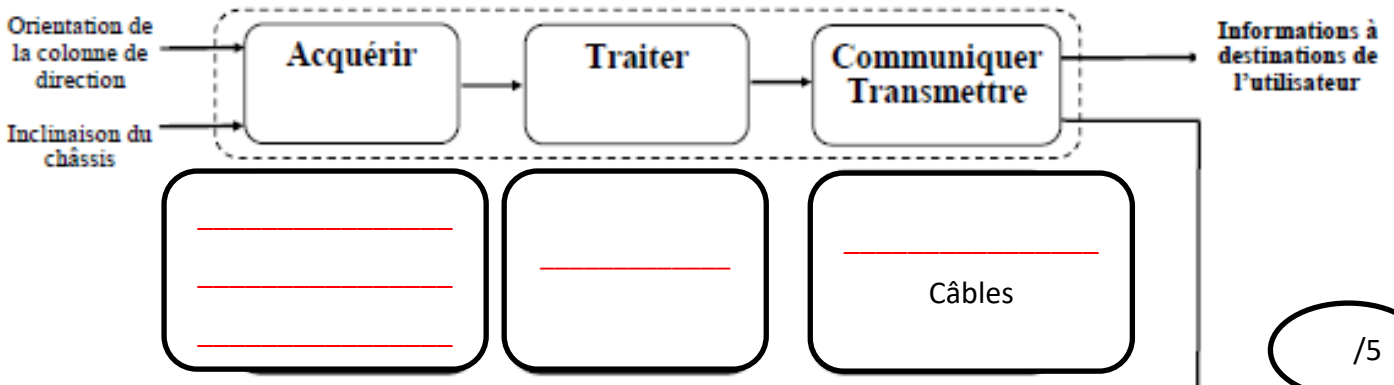 Orientation de
la colonne de
direction
Inclinaison du
châssis
Acquérir
Traiter
Communiquer
Transmettre
Informations à
destinations de
l'utilisateur
Câbles
/5